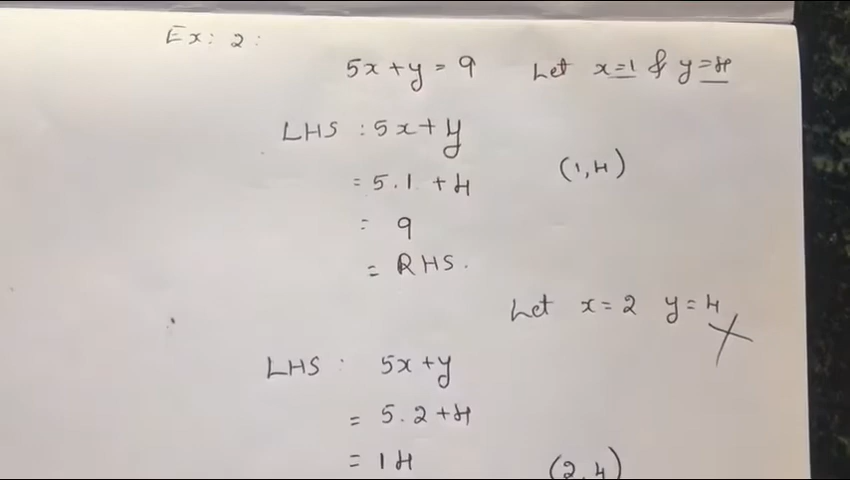 Ex: 2:
5x+y = 9 Let x=1 & y=4
LHS : 5x+y
= 5.1 + 4 (1,4)
= 9
= RHS.
Let x=2 y=4
LHS : 5x+y
= 5.2+4
= 14 (2,4)